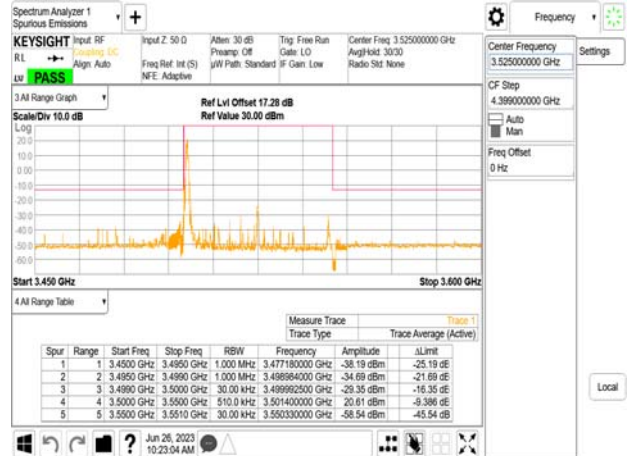 Spectrum Analyzer 1
Spurious Emissions
Frequency
KEYSIGHT
Input: RF
Coupling: DC
Align: Auto
Input Z: 50 Ω
Freq Ref: Int (S)
NFE: Adaptive
Atten: 30 dB
Preamp: Off
µW Path: Standard
Trig: Free Run
Gate: LO
IF Gain: Low
Center Freq: 3.525000000 GHz
Avg|Hold: 30/30
Radio Std: None
RL
PASS
Center Frequency
3.525000000 GHz
Settings
CF Step
4.399000000 GHz
Auto
Man
Freq Offset
0 Hz
3 All Range Graph
Scale/Div 10.0 dB
Ref Lvl Offset 17.28 dB
Ref Value 30.00 dBm
Log
20.0
10.0
0.00
-10.0
-20.0
-30.0
-40.0
-50.0
-60.0
Start 3.450 GHz
Stop 3.600 GHz
4 All Range Table
Measure Trace Trace 1
Trace Type Trace Average (Active)
Spur Range Start Freq Stop Freq RBW Frequency Amplitude ΔLimit
1 1 3.4500 GHz 3.4950 GHz 1.000 MHz 3.477180000 GHz -38.19 dBm -25.19 dB
2 2 3.4950 GHz 3.4990 GHz 1.000 MHz 3.498984000 GHz -34.69 dBm -21.69 dB
3 3 3.4990 GHz 3.5000 GHz 30.00 kHz 3.499992500 GHz -29.35 dBm -16.35 dB
4 4 3.5000 GHz 3.5500 GHz 510.0 kHz 3.501400000 GHz 20.61 dBm -9.386 dB
5 5 3.5500 GHz 3.5510 GHz 30.00 kHz 3.550330000 GHz -58.54 dBm -45.54 dB
Local
?
Jun 26, 2023
10:23:04 AM